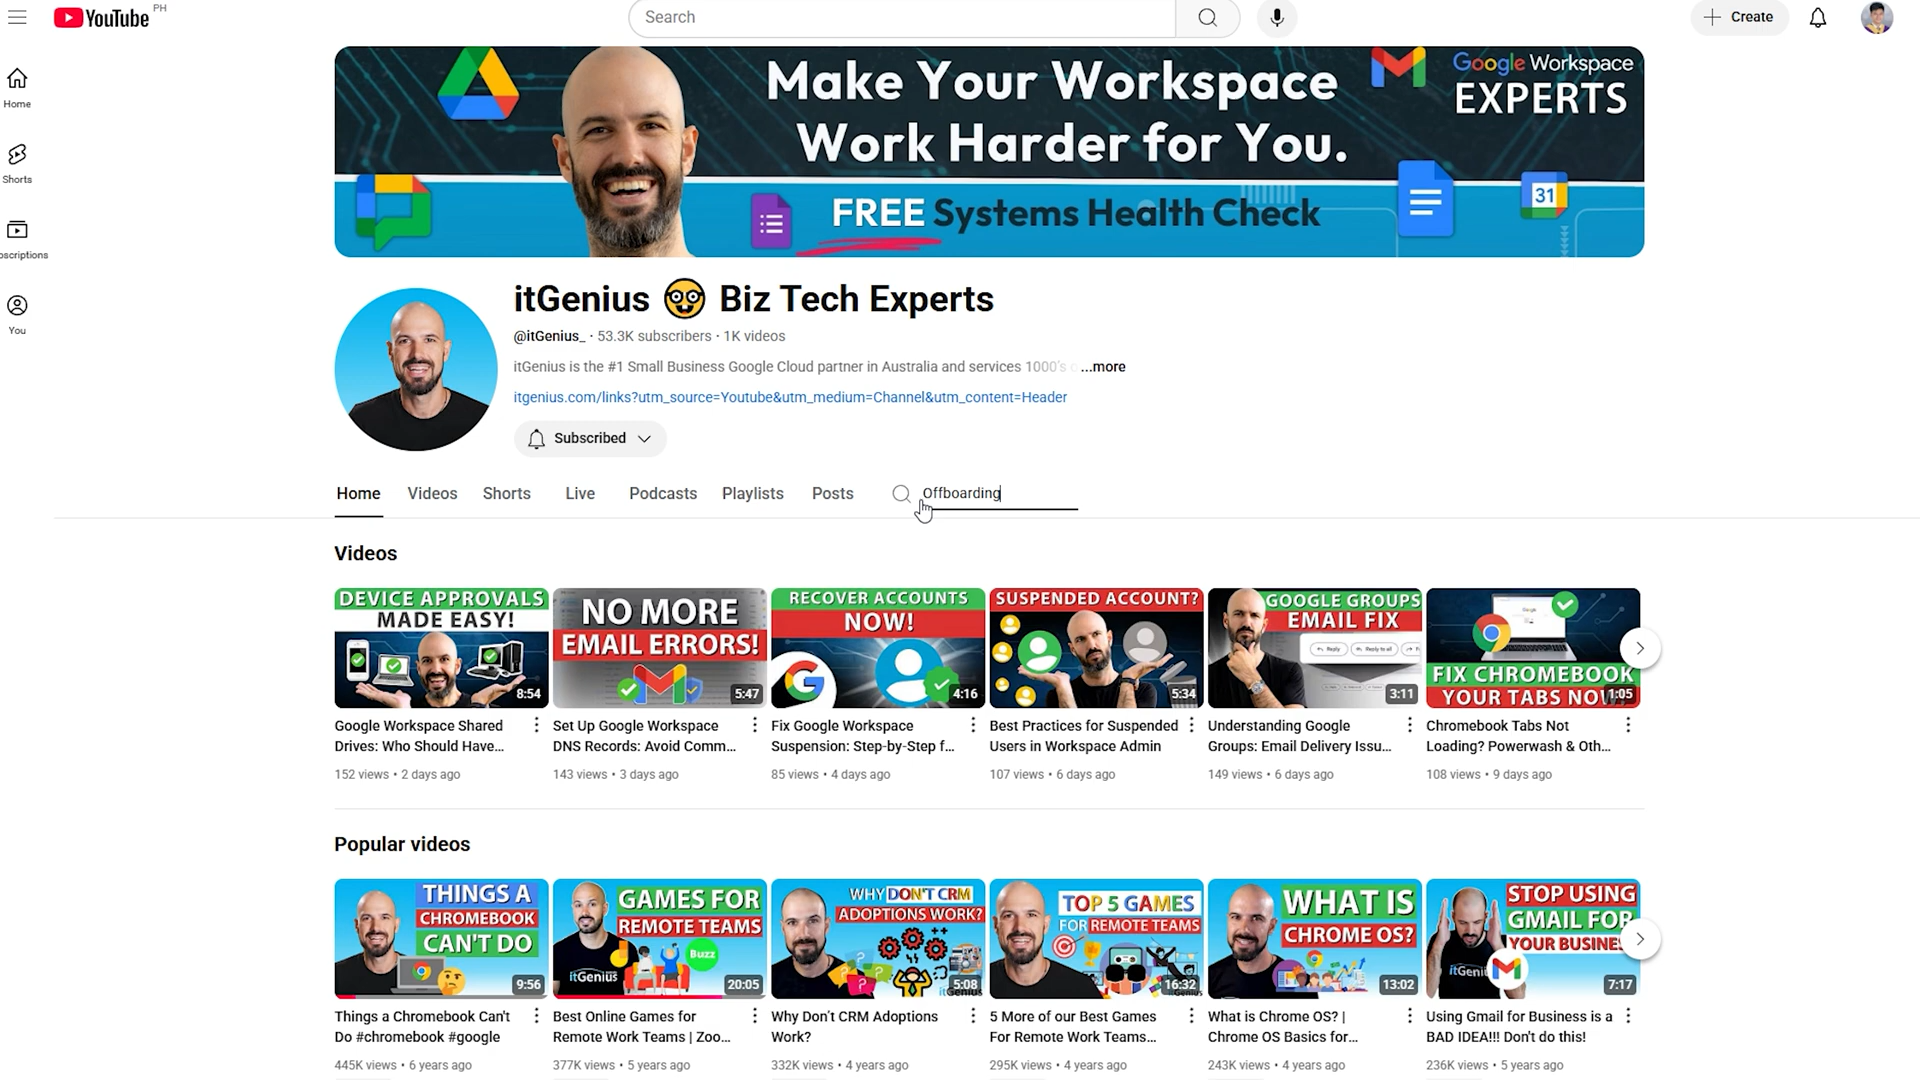 YouTube PH
Search
Create
Home
Shorts
bscriptions
You
Make Your Workspace
Work Harder for You.
FREE Systems Health Check
Google Workspace
EXPERTS
31
itGenius 🤓 Biz Tech Experts
@itGenius_ · 53.3K subscribers · 1K videos
itGenius is the #1 Small Business Google Cloud partner in Australia and services 1000's o ...more
itgenius.com/links?utm_source=Youtube&utm_medium=Channel&utm_content=Header
Subscribed
Home Videos Shorts Live Podcasts Playlists Posts Offboarding
Videos
DEVICE APPROVALS
MADE EASY!
8:54
NO MORE
EMAIL ERRORS!
5:47
RECOVER ACCOUNTS
NOW!
4:16
SUSPENDED ACCOUNT?
5:34
GOOGLE GROUPS
EMAIL FIX
Reply
Reply to all
3:11
FIX CHROMEBOOK
YOUR TABS NOW
1:05
Google Workspace Shared
Drives: Who Should Have...
152 views • 2 days ago
Set Up Google Workspace
DNS Records: Avoid Comm...
143 views • 3 days ago
Fix Google Workspace
Suspension: Step-by-Step f...
85 views • 4 days ago
Best Practices for Suspended
Users in Workspace Admin
107 views • 6 days ago
Understanding Google
Groups: Email Delivery Issu...
149 views • 6 days ago
Chromebook Tabs Not
Loading? Powerwash & Oth...
108 views • 9 days ago
Popular videos
THINGS A
CHROMEBOOK
CAN'T DO
9:56
GAMES FOR
REMOTE TEAMS
Buzz
itGenius
20:05
WHY DON'T CRM
ADOPTIONS WORK?
5:08
TOP 5 GAMES
FOR REMOTE TEAMS
16:32
WHAT IS
CHROME OS?
13:02
STOP USING
GMAIL FOR
YOUR BUSINES
itGeni
7:17
Things a Chromebook Can't
Do #chromebook #google
445K views • 6 years ago
Best Online Games for
Remote Work Teams | Zoo...
377K views • 5 years ago
Why Don't CRM Adoptions
Work?
332K views • 4 years ago
5 More of our Best Games
For Remote Work Teams...
295K views • 4 years ago
What is Chrome OS? |
Chrome OS Basics for...
243K views • 4 years ago
Using Gmail for Business is a
BAD IDEA!!! Don't do this!
236K views • 5 years ago